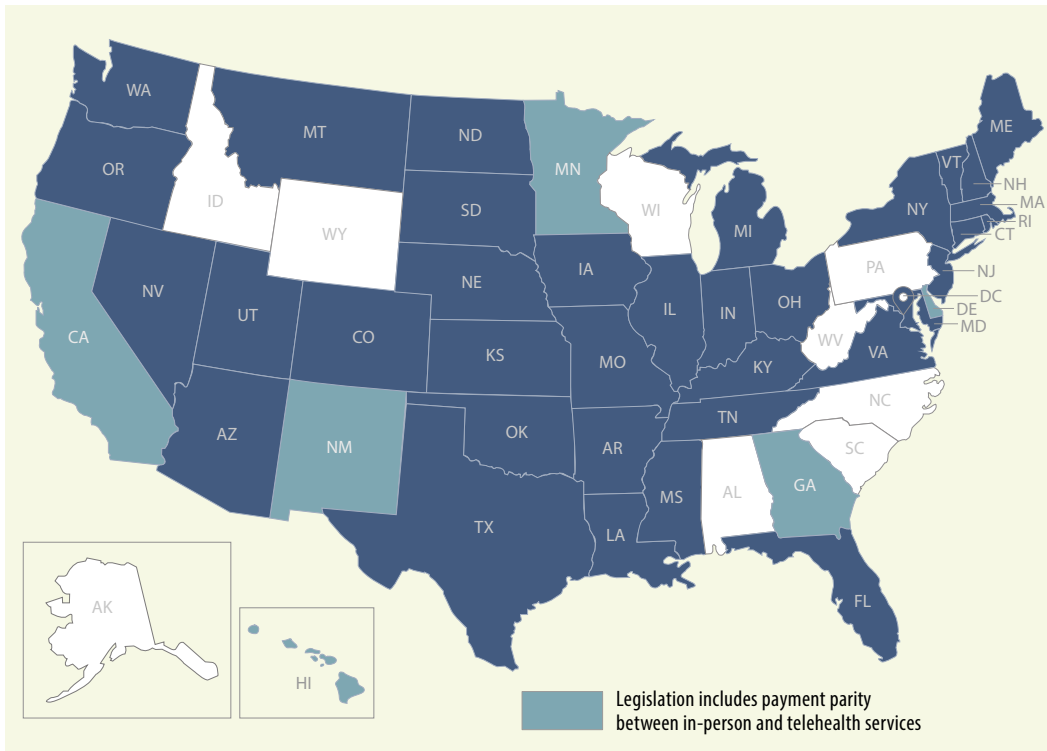 WA
MT
ND
MN
ME
OR
ID
SD
WI
VT
NH
MA
NY
RI
CT
WY
MI
IA
PA
NJ
NE
NV
UT
IL
IN
OH
DC
DE
MD
CA
CO
KS
MO
WV
VA
KY
NC
AZ
NM
OK
AR
TN
SC
MS
AL
GA
TX
LA
FL
AK
HI
Legislation includes payment parity
between in-person and telehealth services